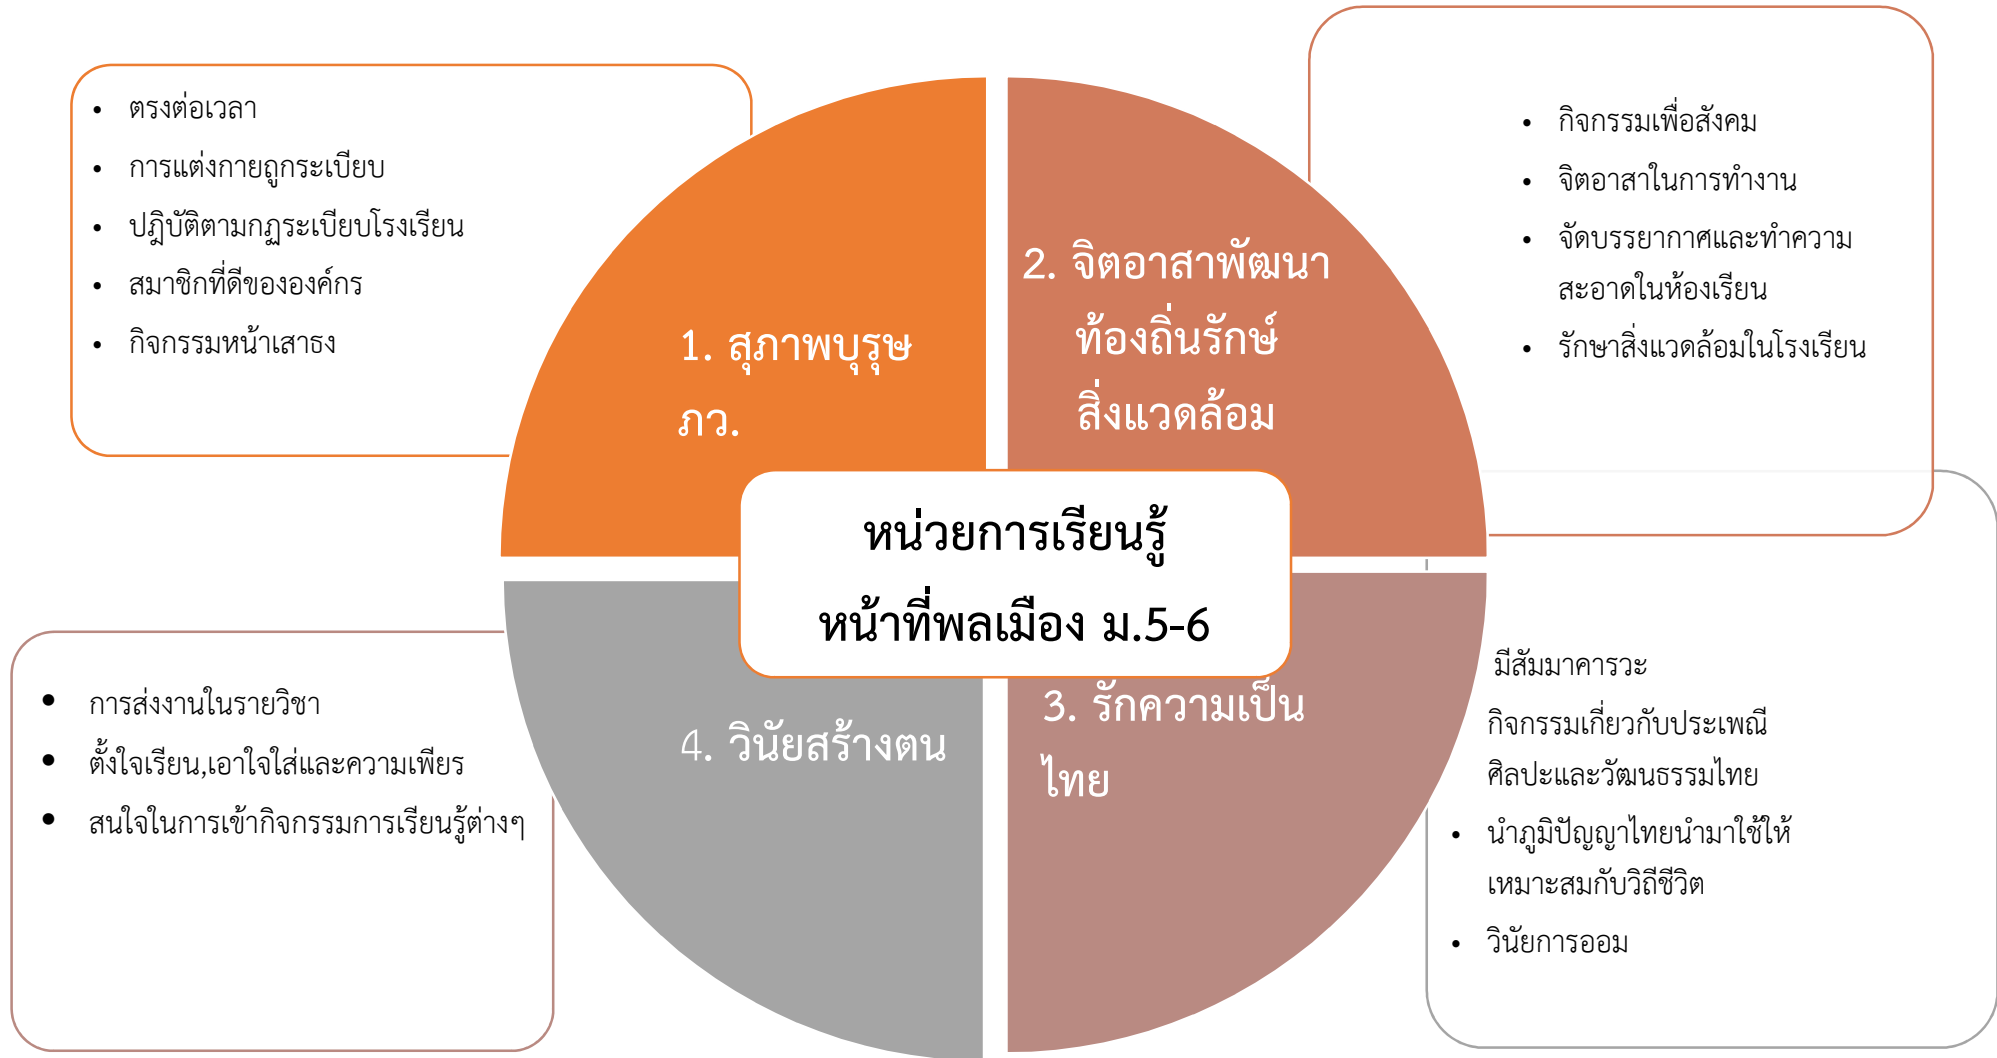 • ตรงต่อเวลา
• การแต่งกายถูกระเบียบ
• ปฎิบัติตามกฏระเบียบโรงเรียน
• สมาชิกที่ดีขององค์กร
• กิจกรรมหน้าเสาธง
1. สุภาพบุรุษ
ภว.
2. จิตอาสาพัฒนา
ท้องถิ่นรักษ์
สิ่งแวดล้อม
• กิจกรรมเพื่อสังคม
• จิตอาสาในการทำงาน
• จัดบรรยากาศและทำความ
สะอาดในห้องเรียน
• รักษาสิ่งแวดล้อมในโรงเรียน
หน่วยการเรียนรู้
หน้าที่พลเมือง ม.5-6
3. รักความเป็น
ไทย
มีสัมมาคารวะ
กิจกรรมเกี่ยวกับประเพณี
ศิลปะและวัฒนธรรมไทย
• นำภูมิปัญญาไทยนำมาใช้ให้
เหมาะสมกับวิถีชีวิต
• วินัยการออม
4. วินัยสร้างตน
• การส่งงานในรายวิชา
• ตั้งใจเรียน,เอาใจใส่และความเพียร
• สนใจในการเข้ากิจกรรมการเรียนรู้ต่างๆ